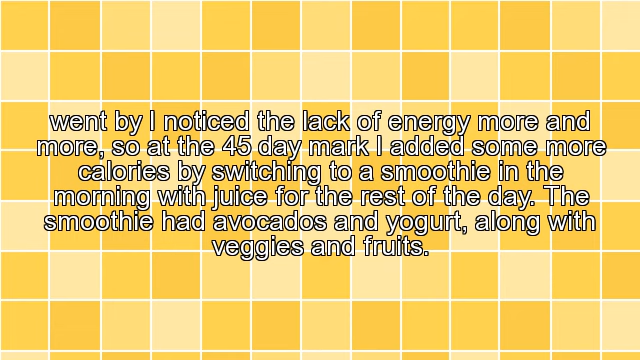 went by I noticed the lack of energy more and
more, so at the 45 day mark I added some more
calories by switching to a smoothie in the
morning with juice for the rest of the day. The
smoothie had avocados and yogurt, along with
veggies and fruits.